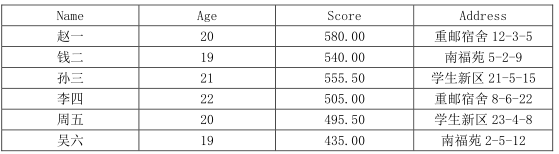 Name Age Score Address
赵一 20 580.00 重邮宿舍 12-3-5
钱二 19 540.00 南福苑 5-2-9
孙三 21 555.50 学生新区 21-5-15
李四 22 505.00 重邮宿舍 8-6-22
周五 20 495.50 学生新区 23-4-8
吴六 19 435.00 南福苑 2-5-12